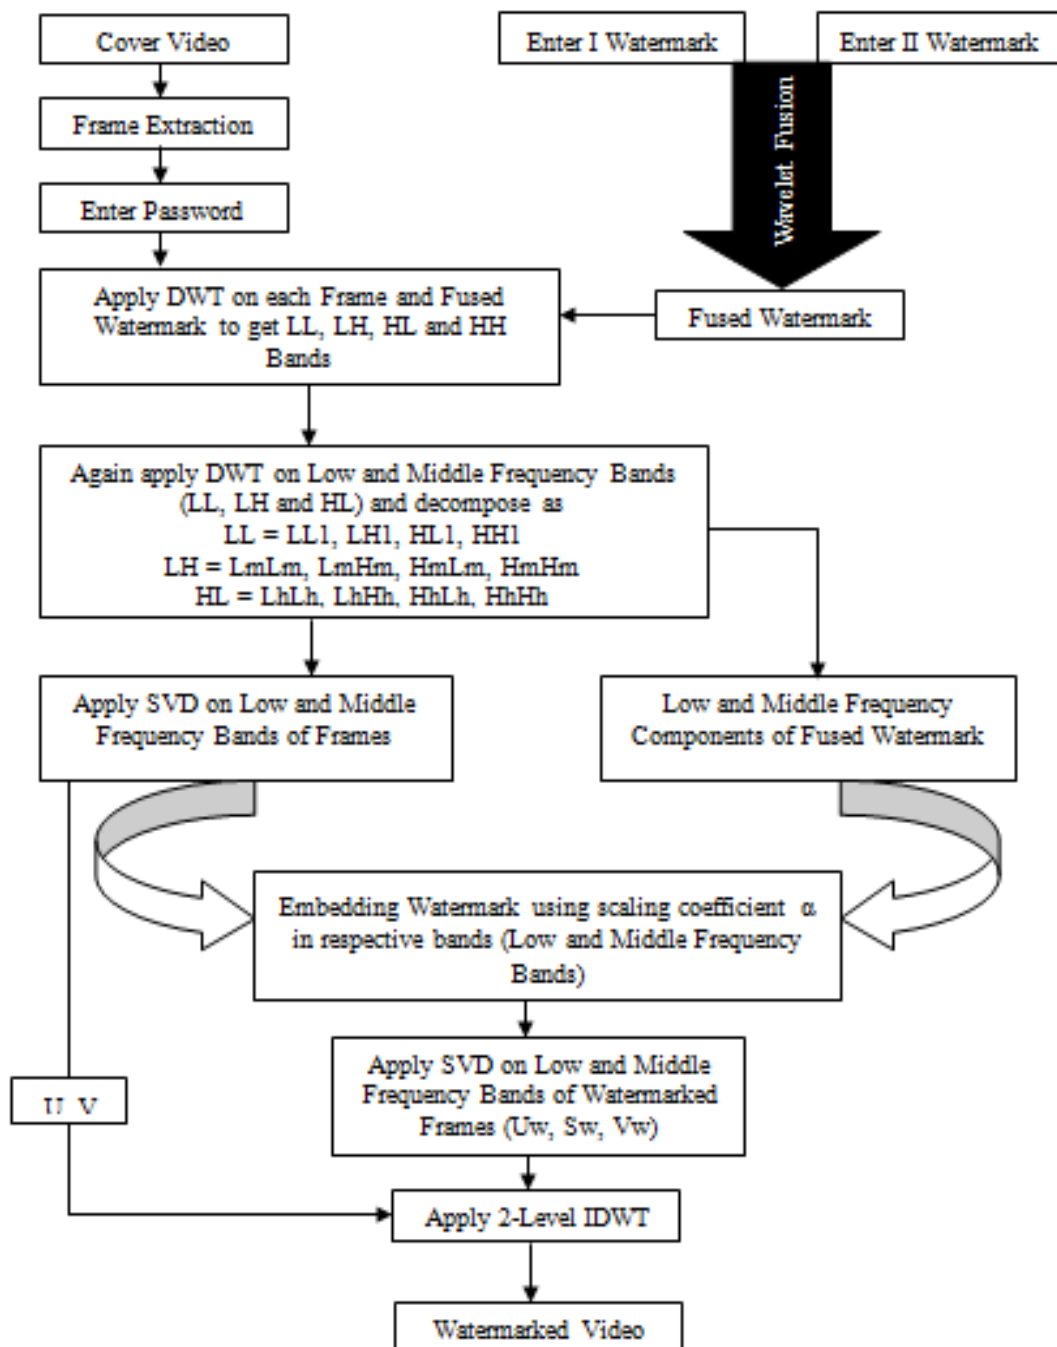 Cover Video
Enter I Watermark
Enter II Watermark
Frame Extraction
Wavelet Fusion
Enter Password
Apply DWT on each Frame and Fused
Watermark to get LL, LH, HL and HH
Bands
Fused Watermark
Again apply DWT on Low and Middle Frequency Bands
(LL, LH and HL) and decompose as
LL = LL1, LH1, HL1, HH1
LH = LmLm, LmHm, HmLm, HmHm
HL = LhLh, LhHh, HhLh, HhHh
Apply SVD on Low and Middle
Frequency Bands of Frames
Low and Middle Frequency
Components of Fused Watermark
Embedding Watermark using scaling coefficient α
in respective bands (Low and Middle Frequency
Bands)
Apply SVD on Low and Middle
Frequency Bands of Watermarked
Frames (Uw, Sw, Vw)
U V
Apply 2-Level IDWT
Watermarked Video